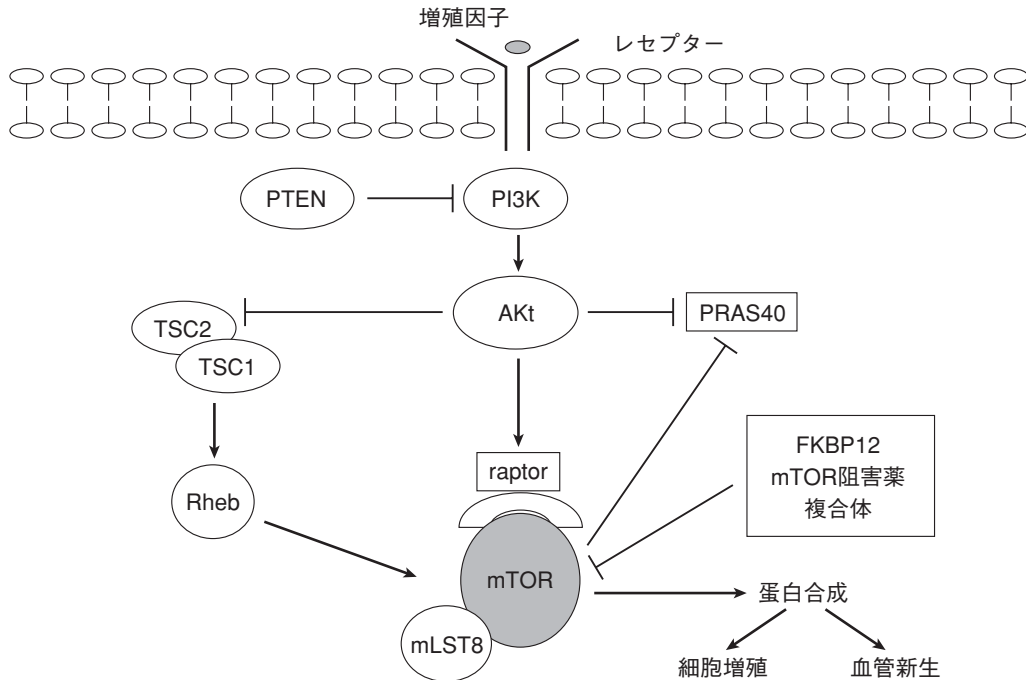 増殖因子
レセプター
PTEN
PI3K
AKt
PRAS40
TSC2
TSC1
Rheb
raptor
FKBP12
mTOR阻害薬
複合体
mTOR
mLST8
蛋白合成
細胞増殖
血管新生